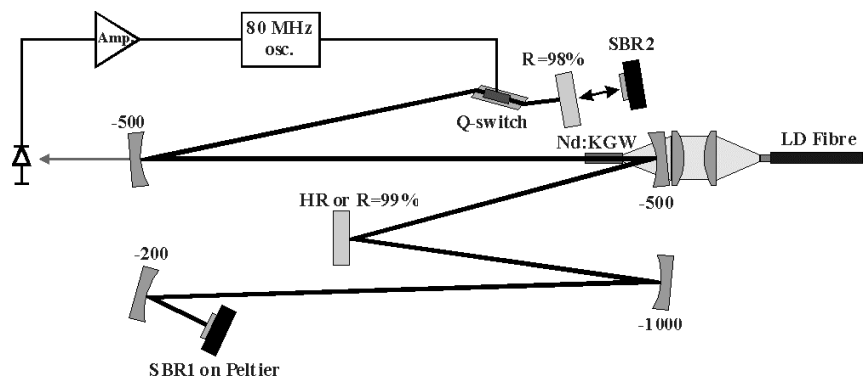 Amp.
80 MHz
osc.
R=98%
SBR2
Q-switch
-500
Nd:KGW
LD Fibre
-500
HR or R=99%
-200
-1000
SBR1 on Peltier